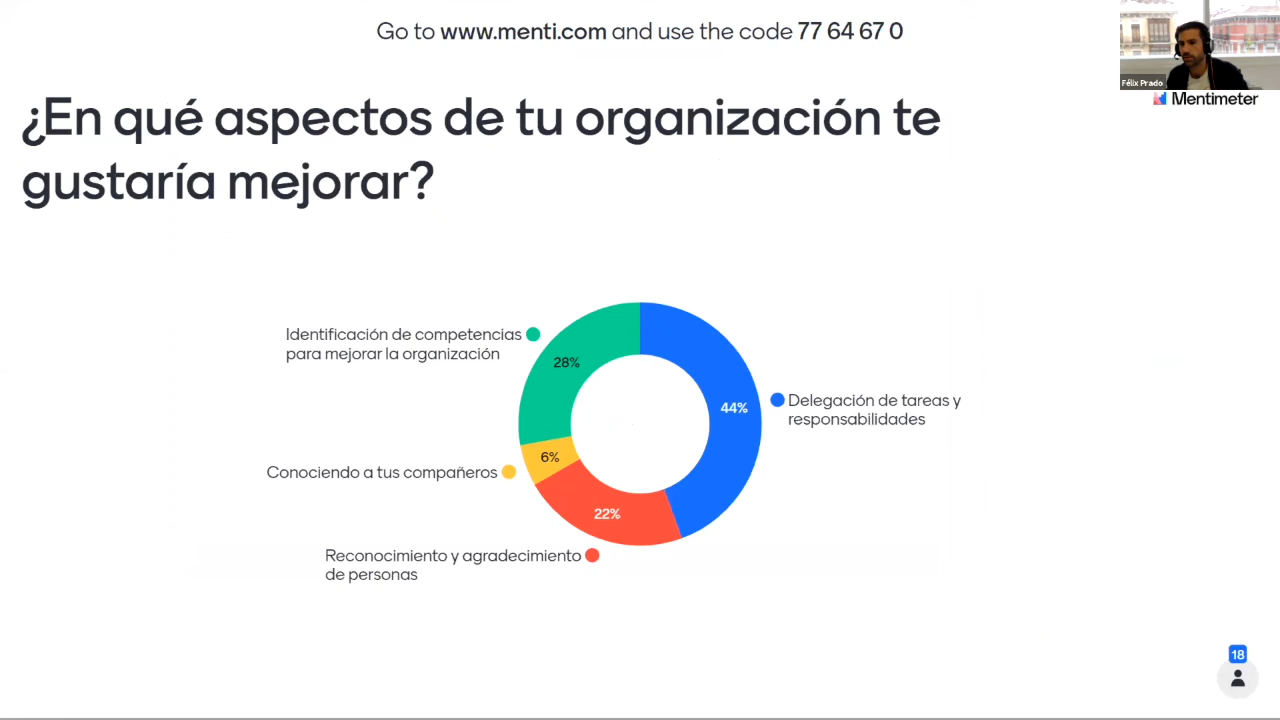 Go to www.menti.com and use the code 77 64 67 0
Félix Prado
Mentimeter
¿En qué aspectos de tu organización te
gustaría mejorar?
Identificación de competencias
para mejorar la organización
28%
44%
Delegación de tareas y
responsabilidades
Conociendo a tus compañeros
6%
22%
Reconocimiento y agradecimiento
de personas
18